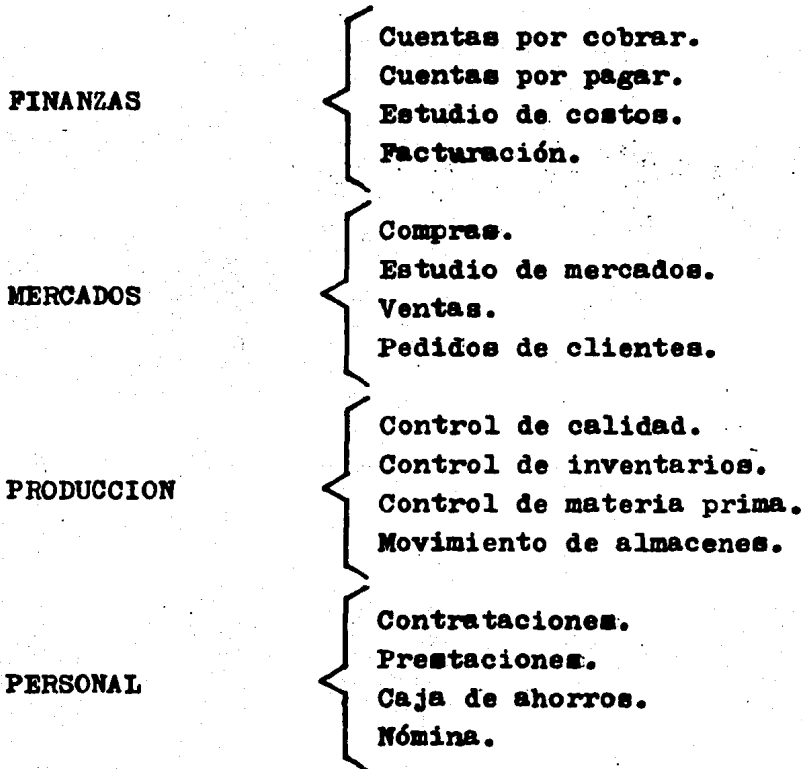 FINANZAS
Cuentas por cobrar.
Cuentas por pagar.
Estudio de costos.
Facturación.
MERCADOS
Compras.
Estudio de mercados.
Ventas.
Pedidos de clientes.
PRODUCCION
Control de calidad.
Control de inventarios.
Control de materia prima.
Movimiento de almacenes.
PERSONAL
Contrataciones.
Prestaciones.
Caja de ahorros.
Nómina.